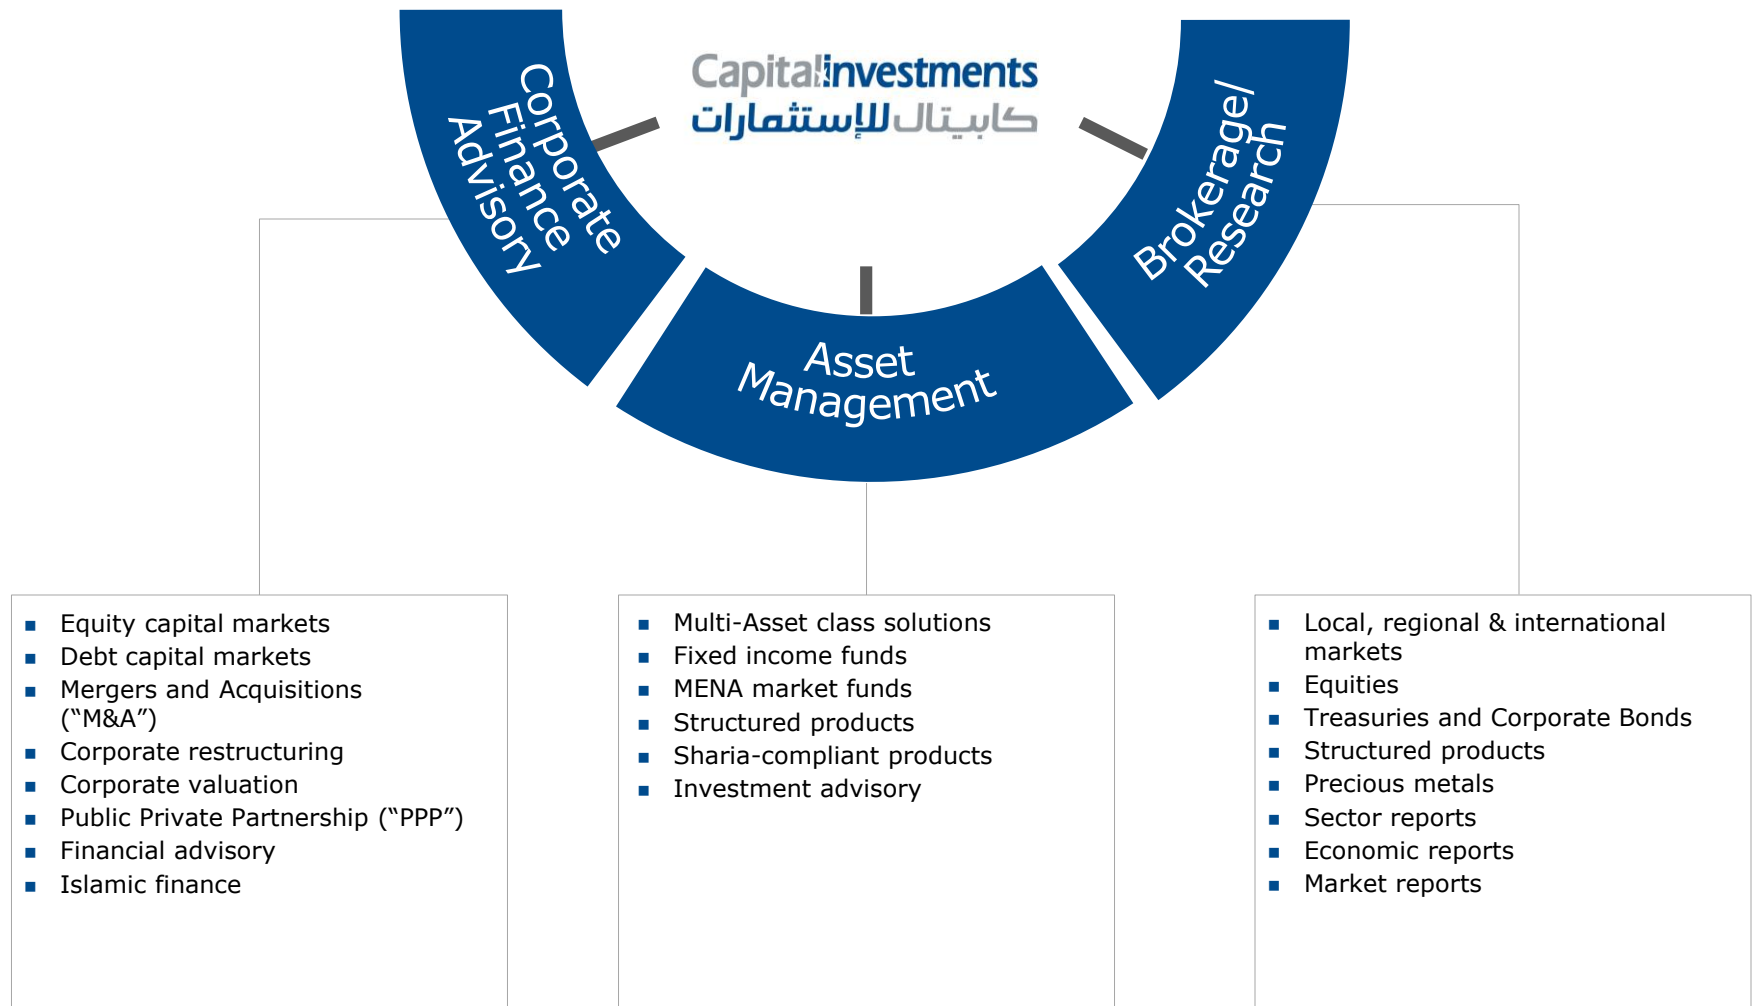 Capitalinvestments
كابيتال للإستثمارات
Corporate
Finance
Advisory
Asset
Management
Brokerage/
Research
Equity capital markets
Debt capital markets
Mergers and Acquisitions
(“M&A”)
Corporate restructuring
Corporate valuation
Public Private Partnership (“PPP”)
Financial advisory
Islamic finance
Multi-Asset class solutions
Fixed income funds
MENA market funds
Structured products
Sharia-compliant products
Investment advisory
Local, regional & international
markets
Equities
Treasuries and Corporate Bonds
Structured products
Precious metals
Sector reports
Economic reports
Market reports